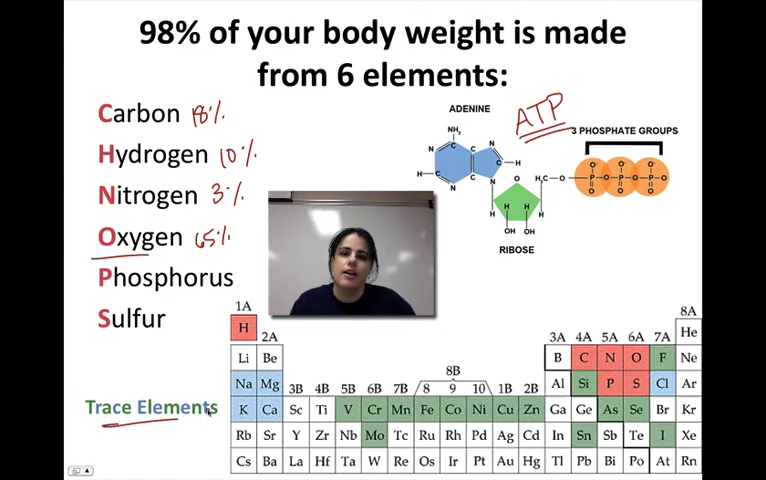 98% of your body weight is made
from 6 elements:
Carbon 18%
Hydrogen 10%
Nitrogen 3%
Oxygen 65%
Phosphorus
Sulfur
Trace Elements
ADENINE
ATP
3 PHOSPHATE GROUPS
NH₂
N C N
H C C C H
N N
O H₂C O P O P O P O
O⁻ O⁻ O⁻
O O O
H H H H
OH OH
RIBOSE
1A 8A
H 2A 3A 4A 5A 6A 7A He
Li Be B C N O F Ne
Na Mg 3B 4B 5B 6B 7B 8B 1B 2B Al Si P S Cl Ar
8 9 10
K Ca Sc Ti V Cr Mn Fe Co Ni Cu Zn Ga Ge As Se Br Kr
Rb Sr Y Zr Nb Mo Tc Ru Rh Pd Ag Cd In Sn Sb Te I Xe
Cs Ba La Hf Ta W Re Os Ir Pt Au Hg Tl Pb Bi Po At Rn